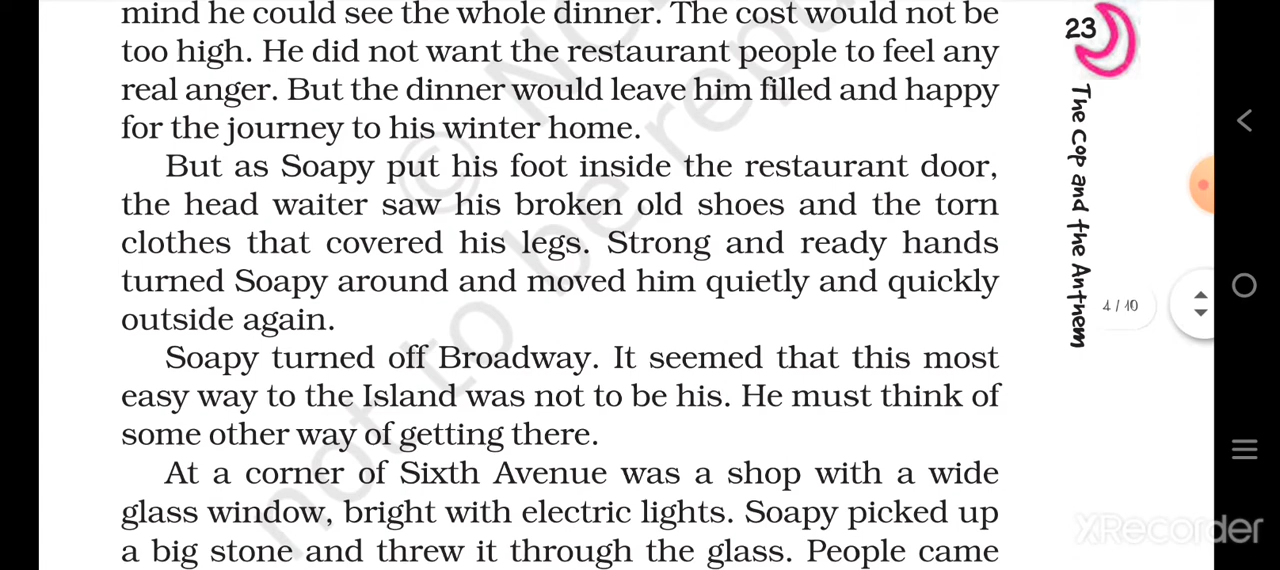 mind he could see the whole dinner. The cost would not be
too high. He did not want the restaurant people to feel any
real anger. But the dinner would leave him filled and happy
for the journey to his winter home.
But as Soapy put his foot inside the restaurant door,
the head waiter saw his broken old shoes and the torn
clothes that covered his legs. Strong and ready hands
turned Soapy around and moved him quietly and quickly
outside again.
Soapy turned off Broadway. It seemed that this most
easy way to the Island was not to be his. He must think of
some other way of getting there.
At a corner of Sixth Avenue was a shop with a wide
glass window, bright with electric lights. Soapy picked up
a big stone and threw it through the glass. People came
23
The Cop and the Anthem
4 / 10
© N
not to be repu
XRecorder